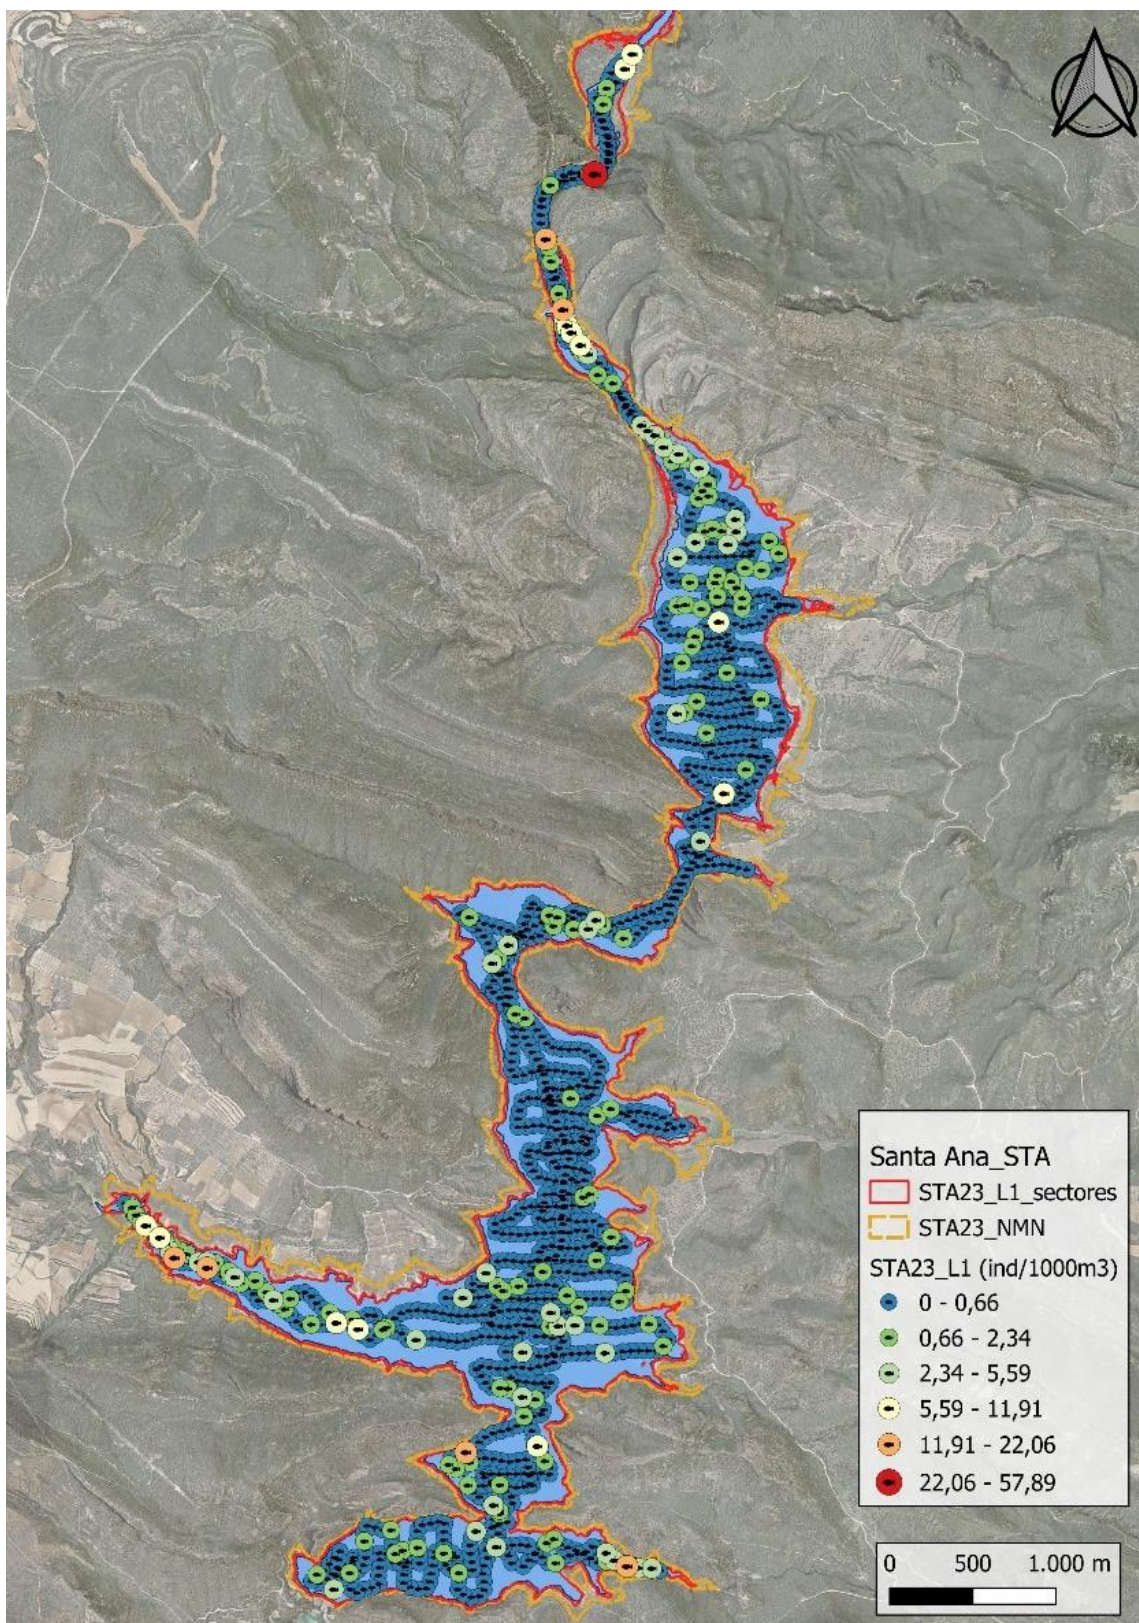 Santa Ana_STA
STA23_L1_sectores
STA23_NMN
STA23_L1 (ind/1000m3)
0 - 0,66
0,66 - 2,34
2,34 - 5,59
5,59 - 11,91
11,91 - 22,06
22,06 - 57,89
0 500 1.000 m